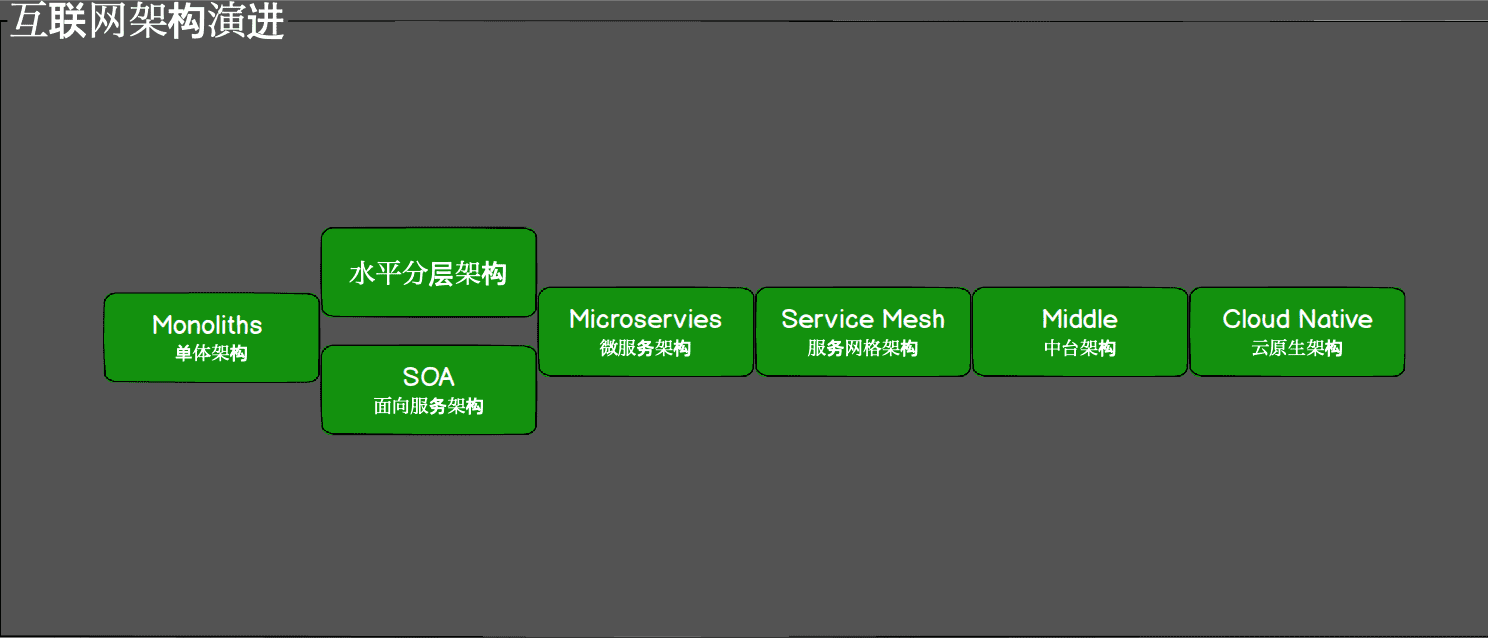 互联网架构演进
Monoliths
单体架构
水平分层架构
SOA
面向服务架构
Microservies
微服务架构
Service Mesh
服务网格架构
Middle
中台架构
Cloud Native
云原生架构